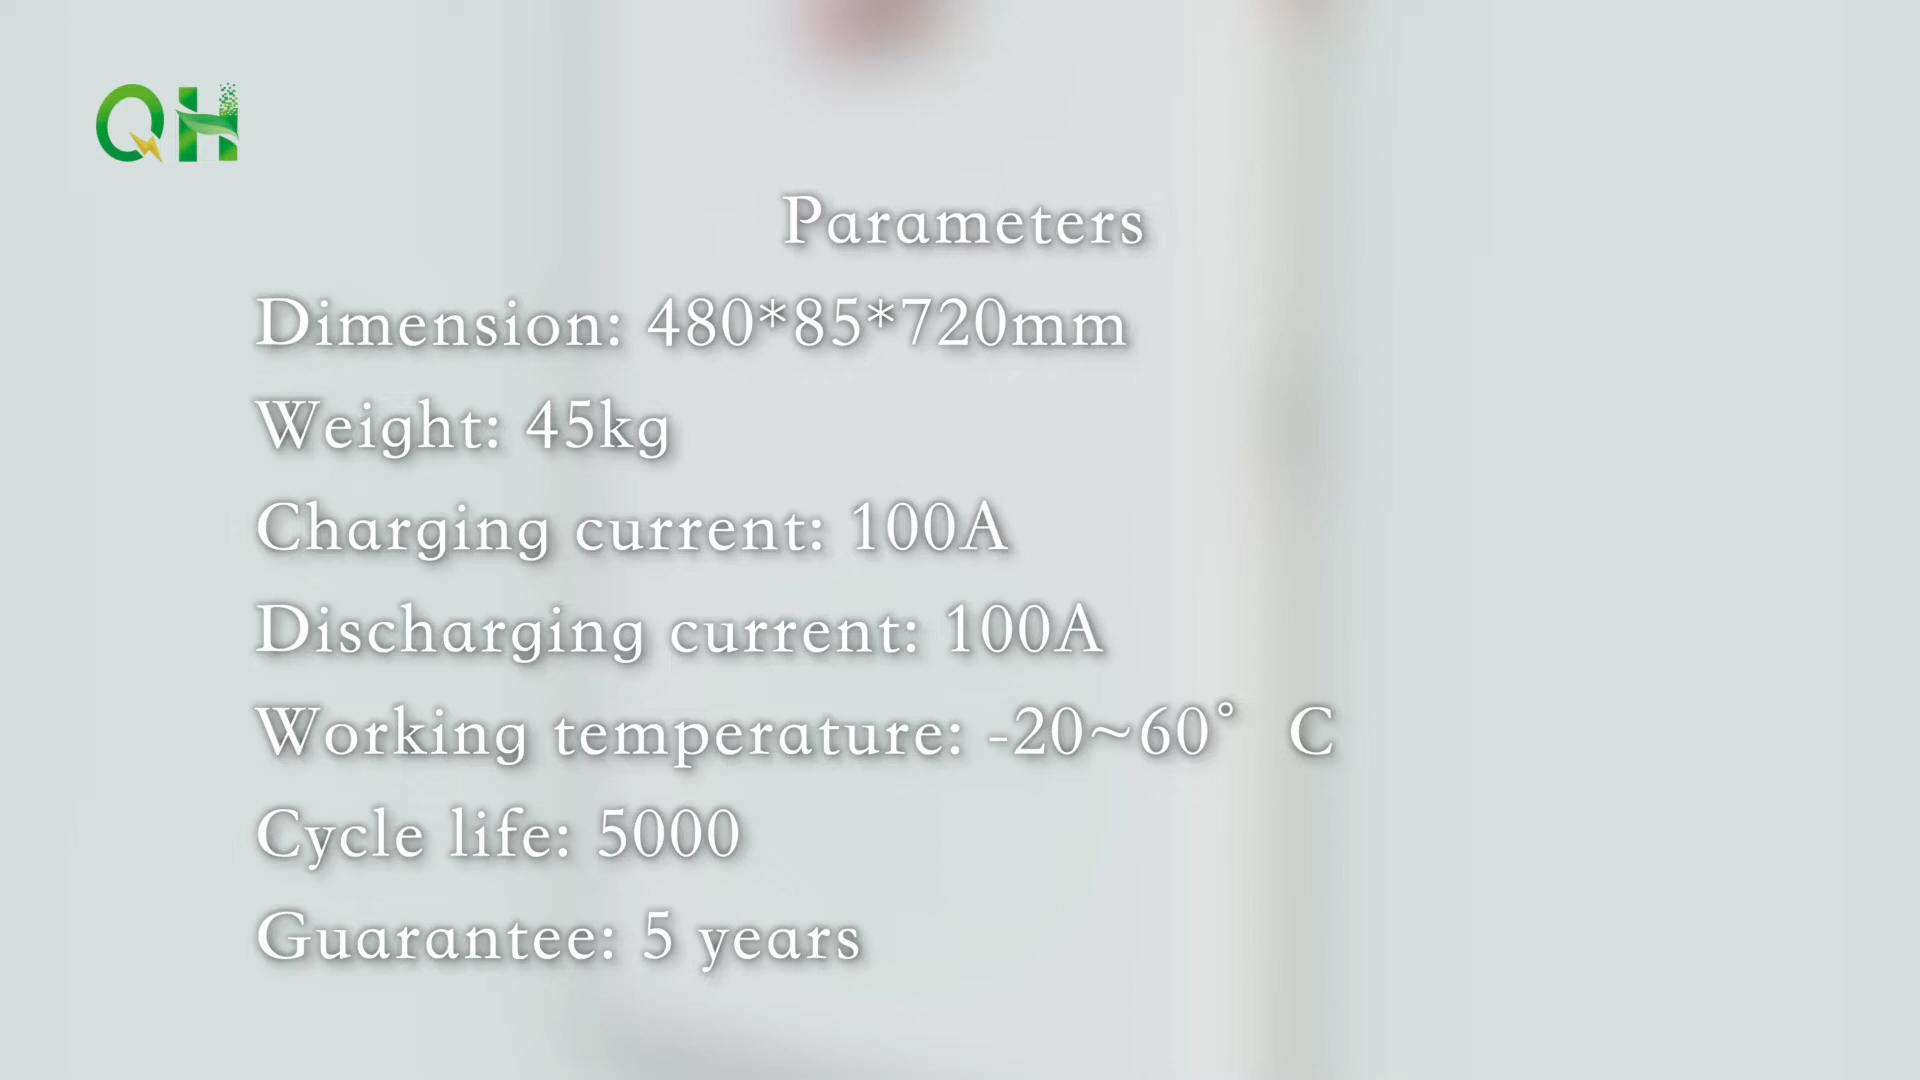 QH
Parameters
Dimension: 480*85*720mm
Weight: 45kg
Charging current: 100A
Discharging current: 100A
Working temperature: -20~60° C
Cycle life: 5000
Guarantee: 5 years